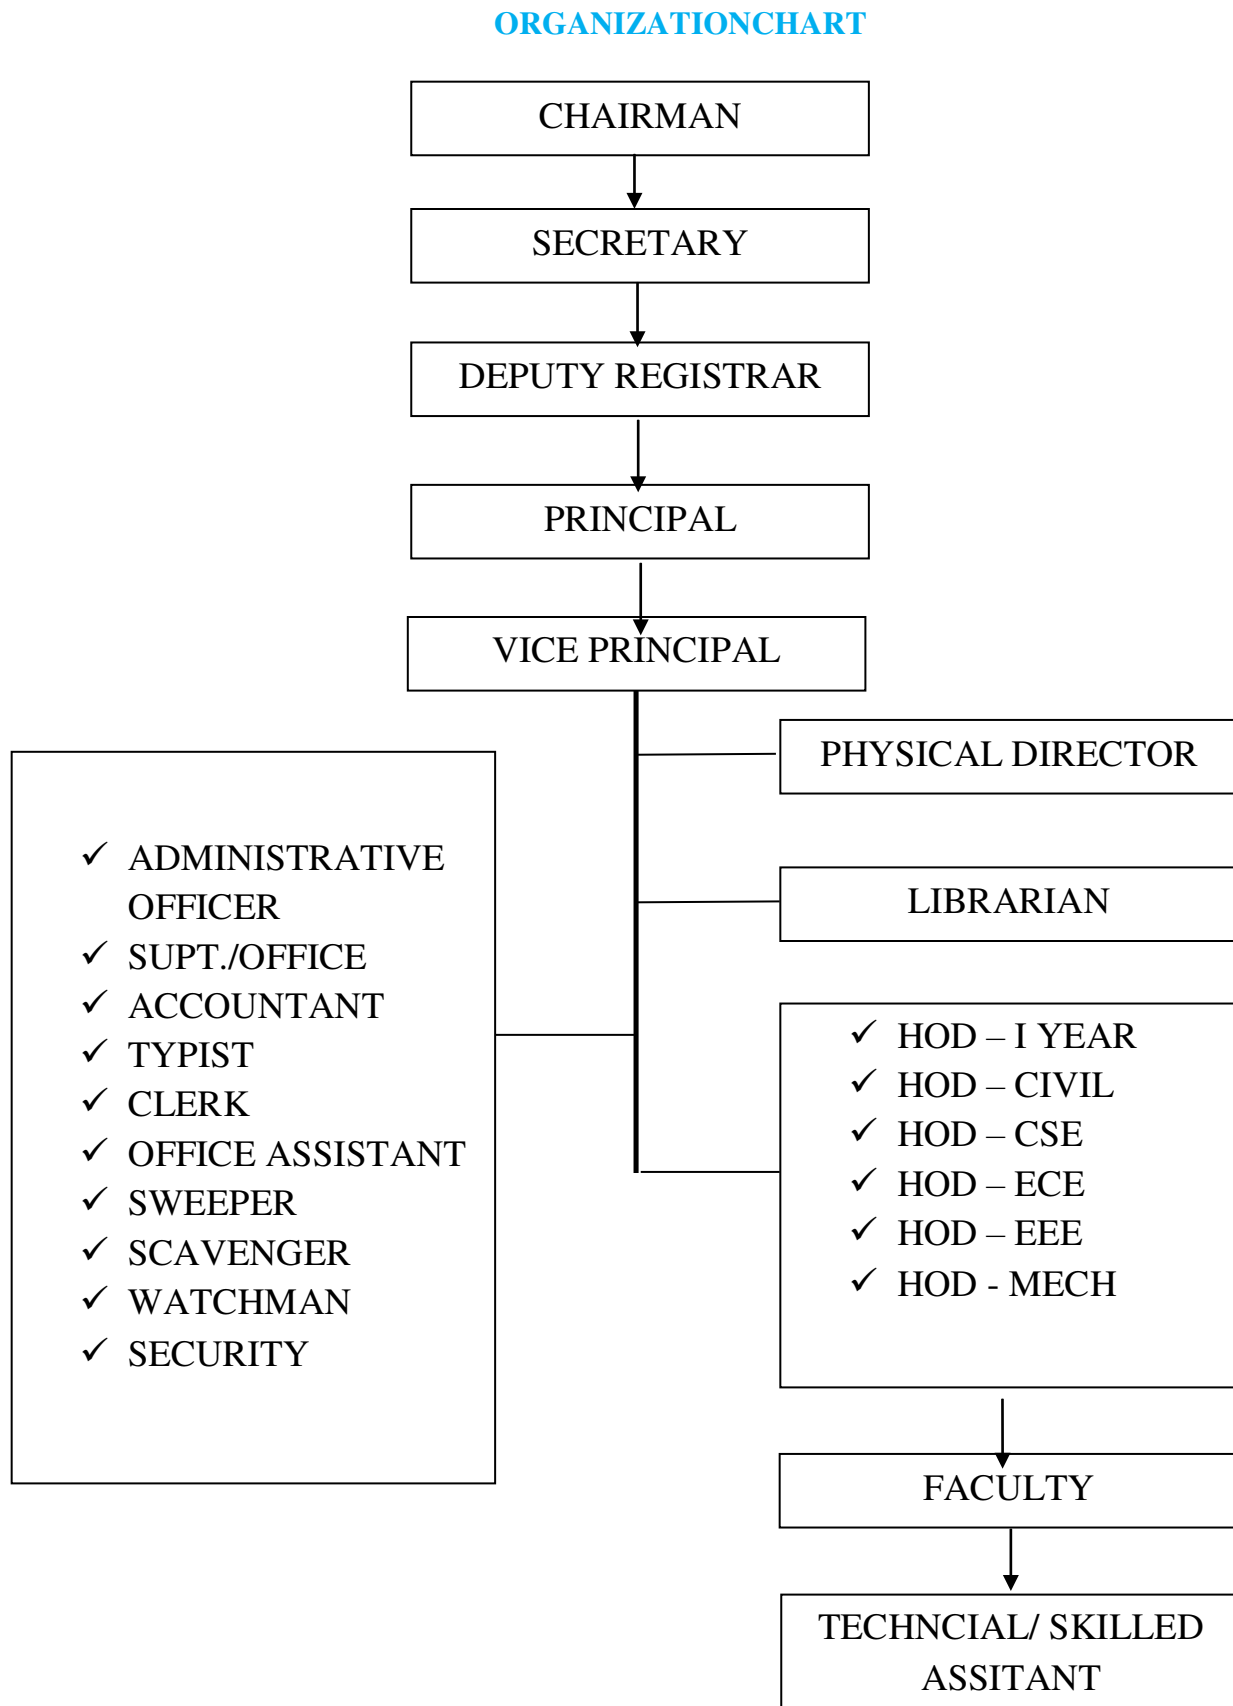 ORGANIZATIONCHART
CHAIRMAN
SECRETARY
DEPUTY REGISTRAR
PRINCIPAL
VICE PRINCIPAL
PHYSICAL DIRECTOR
LIBRARIAN
✓ ADMINISTRATIVE
OFFICER
✓ SUPT./OFFICE
✓ ACCOUNTANT
✓ TYPIST
✓ CLERK
✓ OFFICE ASSISTANT
✓ SWEEPER
✓ SCAVENGER
✓ WATCHMAN
✓ SECURITY
✓ HOD – I YEAR
✓ HOD – CIVIL
✓ HOD – CSE
✓ HOD – ECE
✓ HOD – EEE
✓ HOD - MECH
FACULTY
TECHNCIAL/ SKILLED
ASSITANT